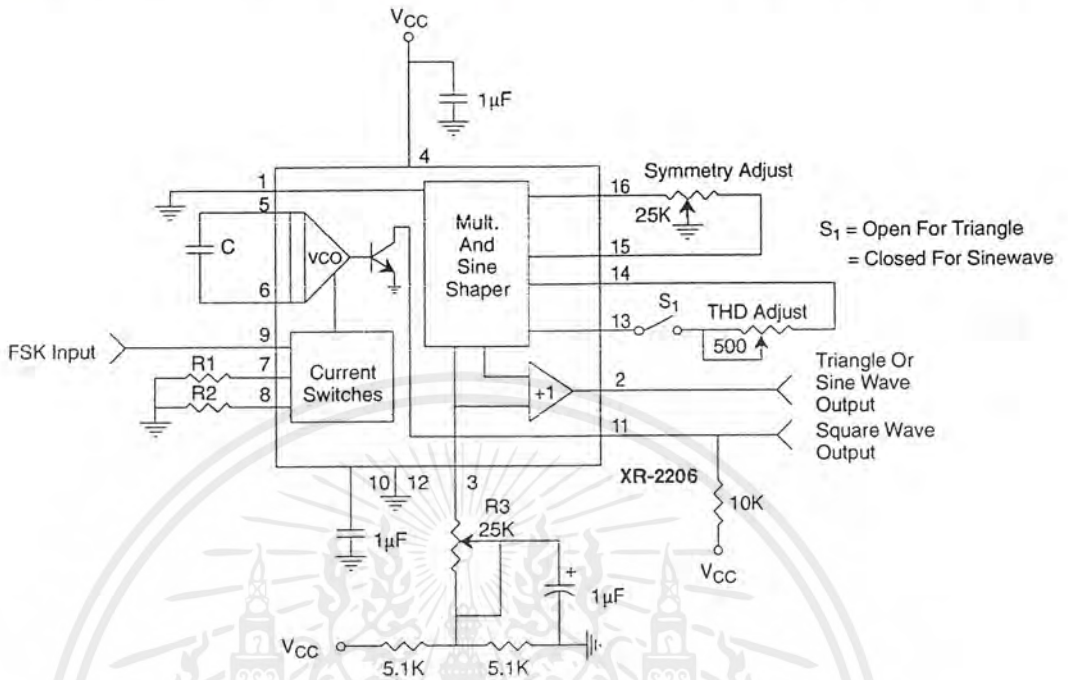 VCC
1µF
4
1
16
Symmetry Adjust
25K
5
C
VCO
Mult.
And
Sine
Shaper
15
S1 = Open For Triangle
= Closed For Sinewave
14
6
13
S1
THD Adjust
500
FSK Input
9
R1
7
R2
8
Current
Switches
+1
2
Triangle Or
Sine Wave
Output
11
Square Wave
Output
XR-2206
10
12
3
1µF
R3
25K
10K
VCC
+
1µF
VCC
5.1K
5.1K